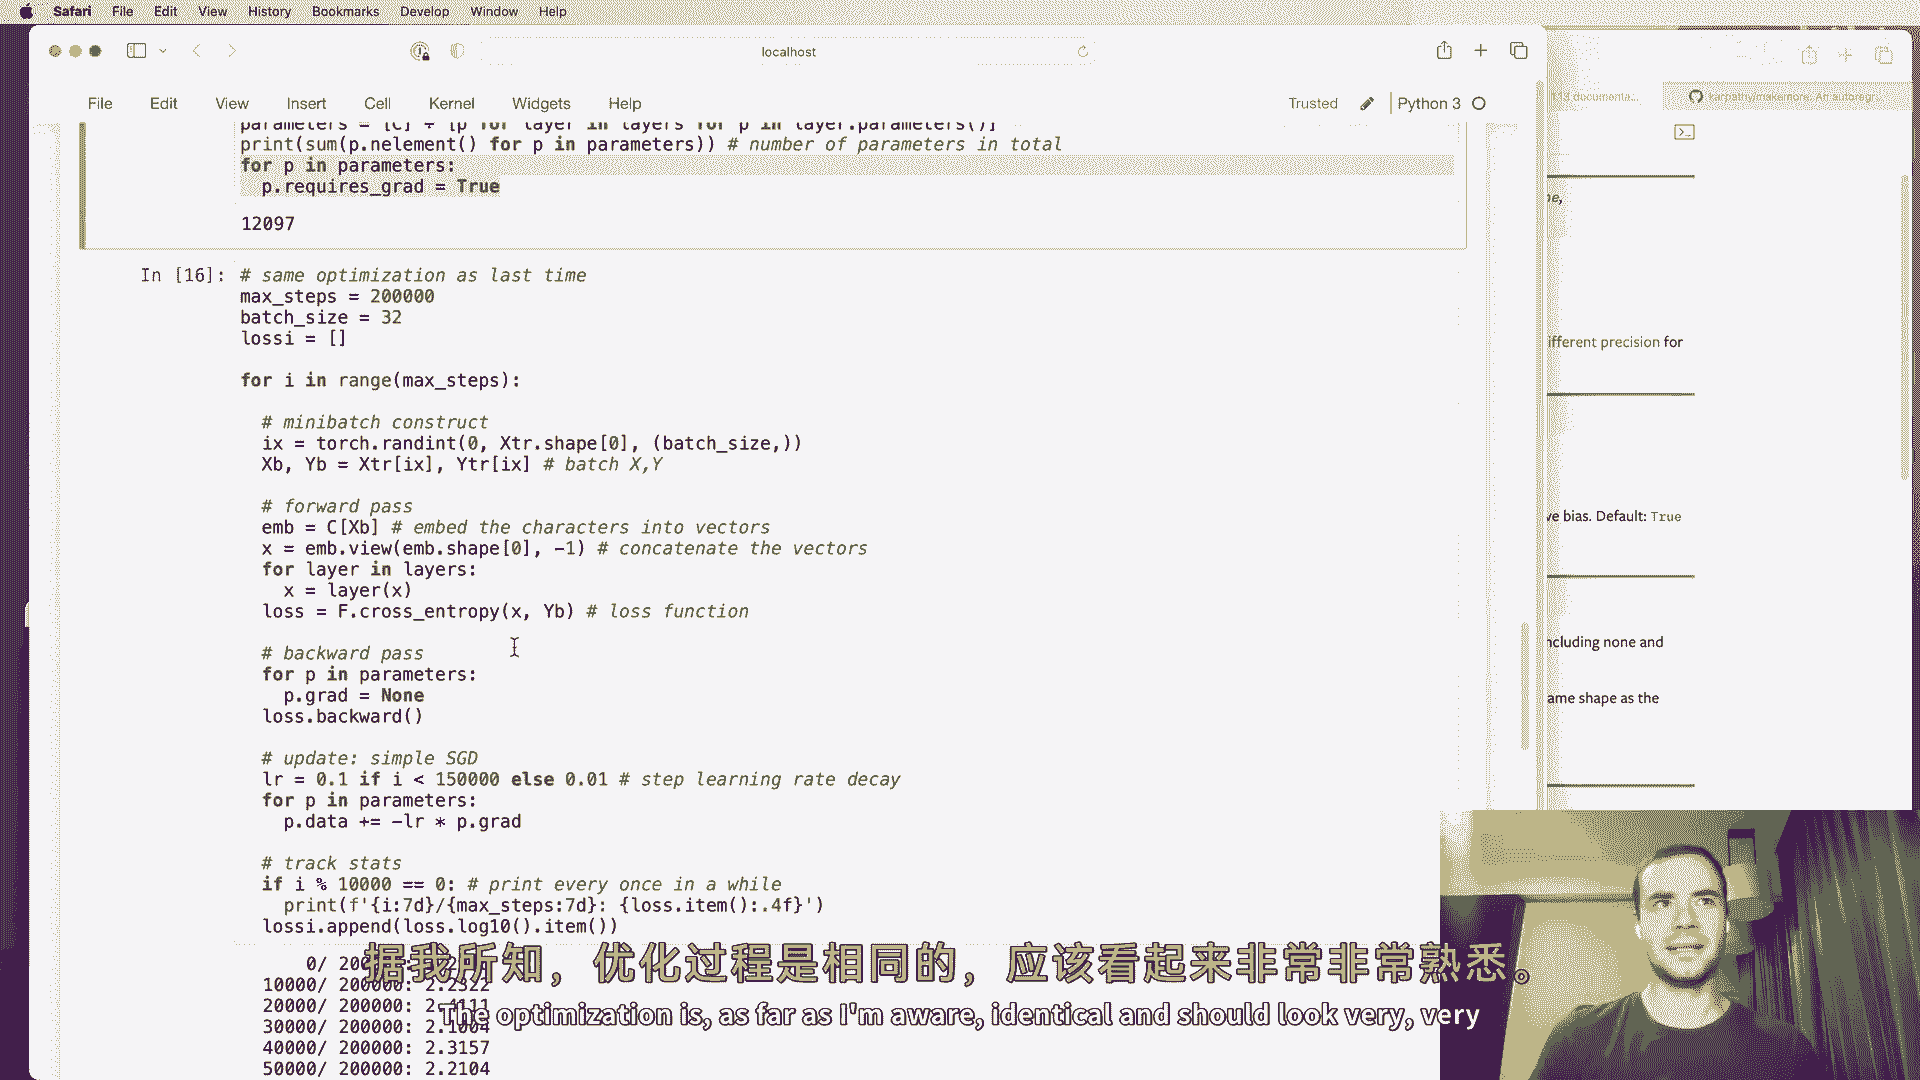 Safari File Edit View History Bookmarks Develop Window Help
localhost
File Edit View Insert Cell Kernel Widgets Help
Trusted Python 3
parameters = [C] + [p for layer in layers for p in layer.parameters()]
print(sum(p.nelement() for p in parameters)) # number of parameters in total
for p in parameters:
  p.requires_grad = True
12097
In [16]: # same optimization as last time
max_steps = 200000
batch_size = 32
lossi = []
for i in range(max_steps):
  # minibatch construct
  ix = torch.randint(0, Xtr.shape[0], (batch_size,))
  Xb, Yb = Xtr[ix], Ytr[ix] # batch X,Y
  # forward pass
  emb = C[Xb] # embed the characters into vectors
  x = emb.view(emb.shape[0], -1) # concatenate the vectors
  for layer in layers:
    x = layer(x)
  loss = F.cross_entropy(x, Yb) # loss function
  # backward pass
  for p in parameters:
    p.grad = None
  loss.backward()
  # update: simple SGD
  lr = 0.1 if i < 150000 else 0.01 # step learning rate decay
  for p in parameters:
    p.data += -lr * p.grad
  # track stats
  if i % 10000 == 0: # print every once in a while
    print(f'{i:7d}/{max_steps:7d}: {loss.item():.4f}')
  lossi.append(loss.log10().item())
0/ 200
10000/ 200000: 2.2322
20000/ 200000: 2.4111
30000/ 200000: 2.1004
40000/ 200000: 2.3157
50000/ 200000: 2.2104
documenta...
karpathy/makemore: An autoregr...
ne,
ifferent precision for
ve bias. Default: True
ncluding none and
ame shape as the
据我所知，优化过程是相同的，应该看起来非常非常熟悉。
The optimization is, as far as I'm aware, identical and should look very, very